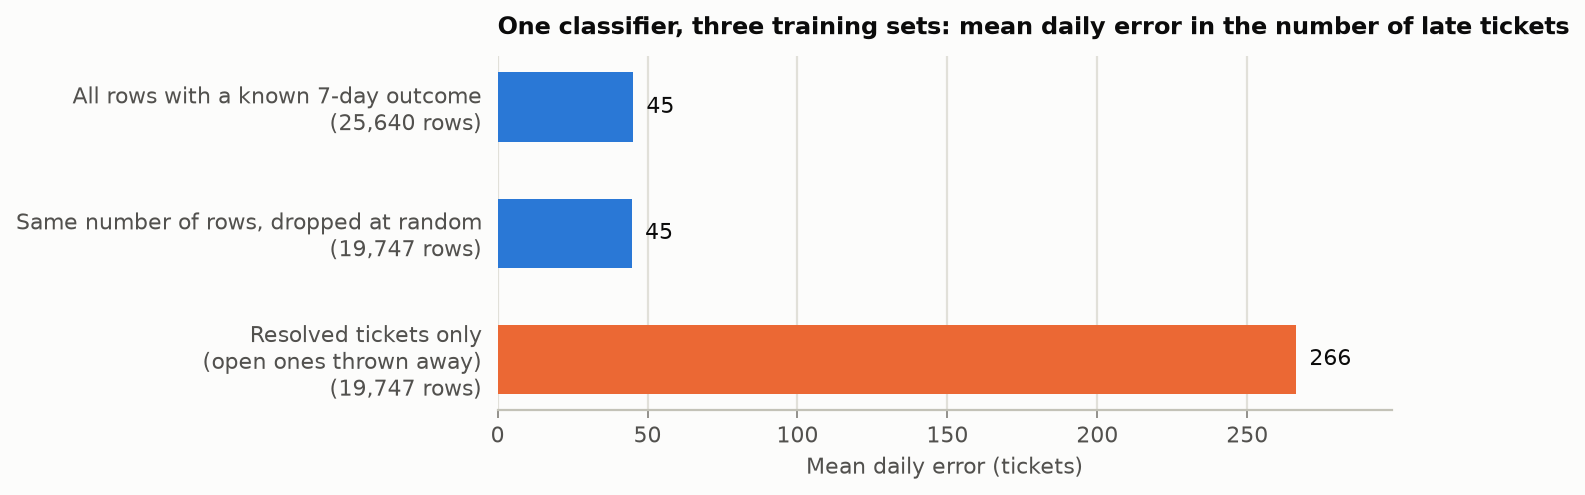 One classifier, three training sets: mean daily error in the number of late tickets
All rows with a known 7-day outcome
(25,640 rows)
45
Same number of rows, dropped at random
(19,747 rows)
45
Resolved tickets only
(open ones thrown away)
(19,747 rows)
266
0 50 100 150 200 250
Mean daily error (tickets)